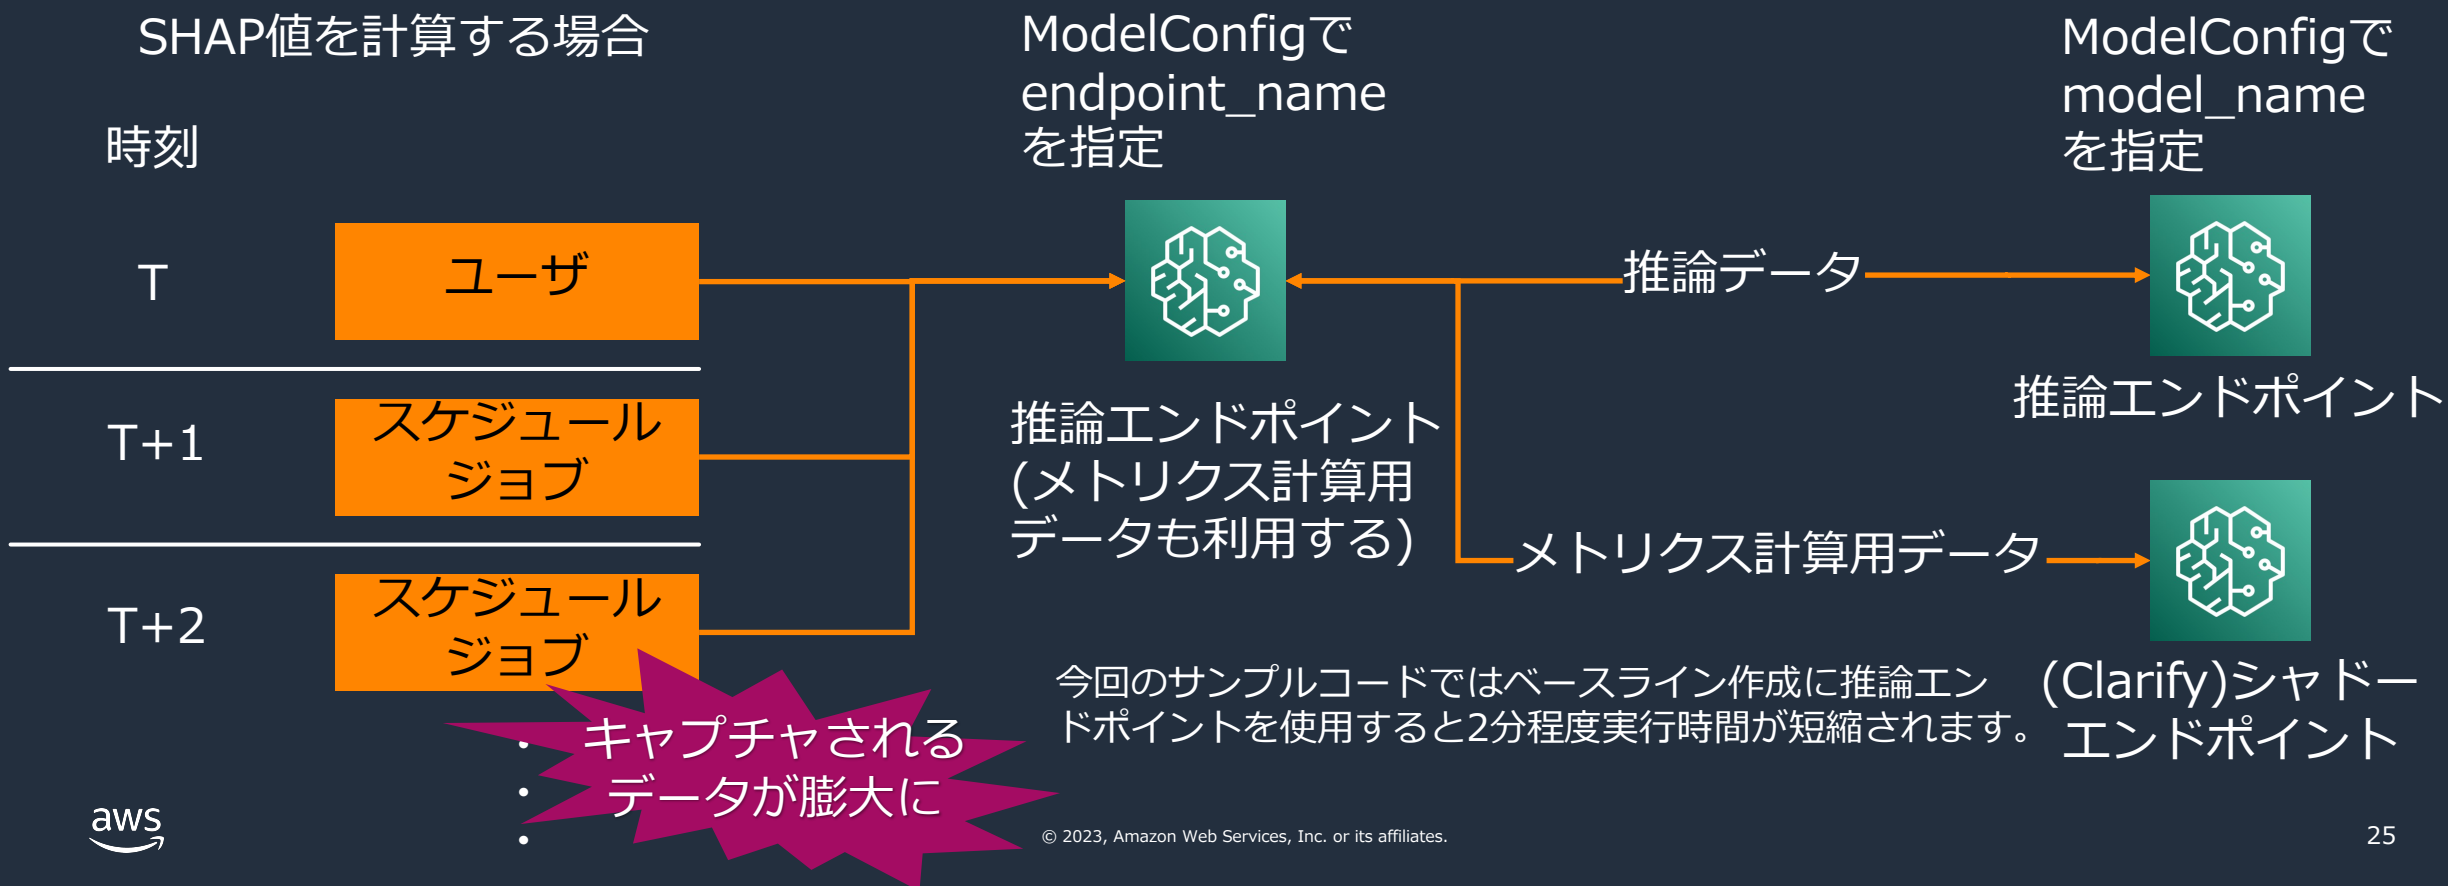 SHAP値を計算する場合
時刻
T
ユーザ
T+1
スケジュール
ジョブ
T+2
スケジュール
ジョブ
・
・
・
キャプチャされる
データが膨大に
ModelConfigで
endpoint_name
を指定
推論エンドポイント
(メトリクス計算用
データも利用する)
推論データ
メトリクス計算用データ
ModelConfigで
model_name
を指定
推論エンドポイント
(Clarify)シャドー
エンドポイント
今回のサンプルコードではベースライン作成に推論エン
ドポイントを使用すると2分程度実行時間が短縮されます。
aws
© 2023, Amazon Web Services, Inc. or its affiliates.
25